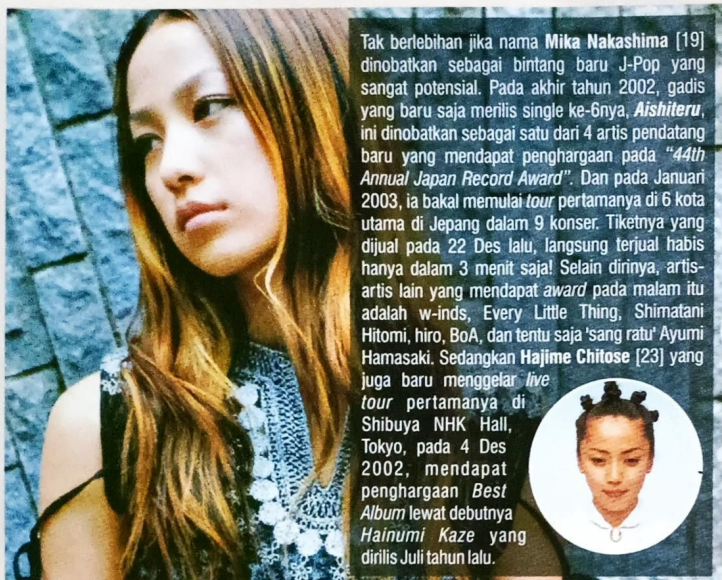 Tak berlebihan jika nama Mika Nakashima [19]
dinobatkan sebagai bintang baru J-Pop yang
sangat potensial. Pada akhir tahun 2002, gadis
yang baru saja merilis single ke-6nya, Aishiteru,
ini dinobatkan sebagai satu dari 4 artis pendatang
baru yang mendapat penghargaan pada "44th
Annual Japan Record Award". Dan pada Januari
2003, ia bakal memulai tour pertamanya di 6 kota
utama di Jepang dalam 9 konser. Tiketnya yang
dijual pada 22 Des lalu, langsung terjual habis
hanya dalam 3 menit saja! Selain dirinya, artis-
artis lain yang mendapat award pada malam itu
adalah w-inds, Every Little Thing, Shimatani
Hitomi, hiro, BoA, dan tentu saja 'sang ratu' Ayumi
Hamasaki. Sedangkan Hajime Chitose [23] yang
juga baru menggelar live
tour pertamanya di
Shibuya NHK Hall,
Tokyo, pada 4 Des
2002, mendapat
penghargaan Best
Album lewat debutnya
Hainumi Kaze yang
dirilis Juli tahun lalu.